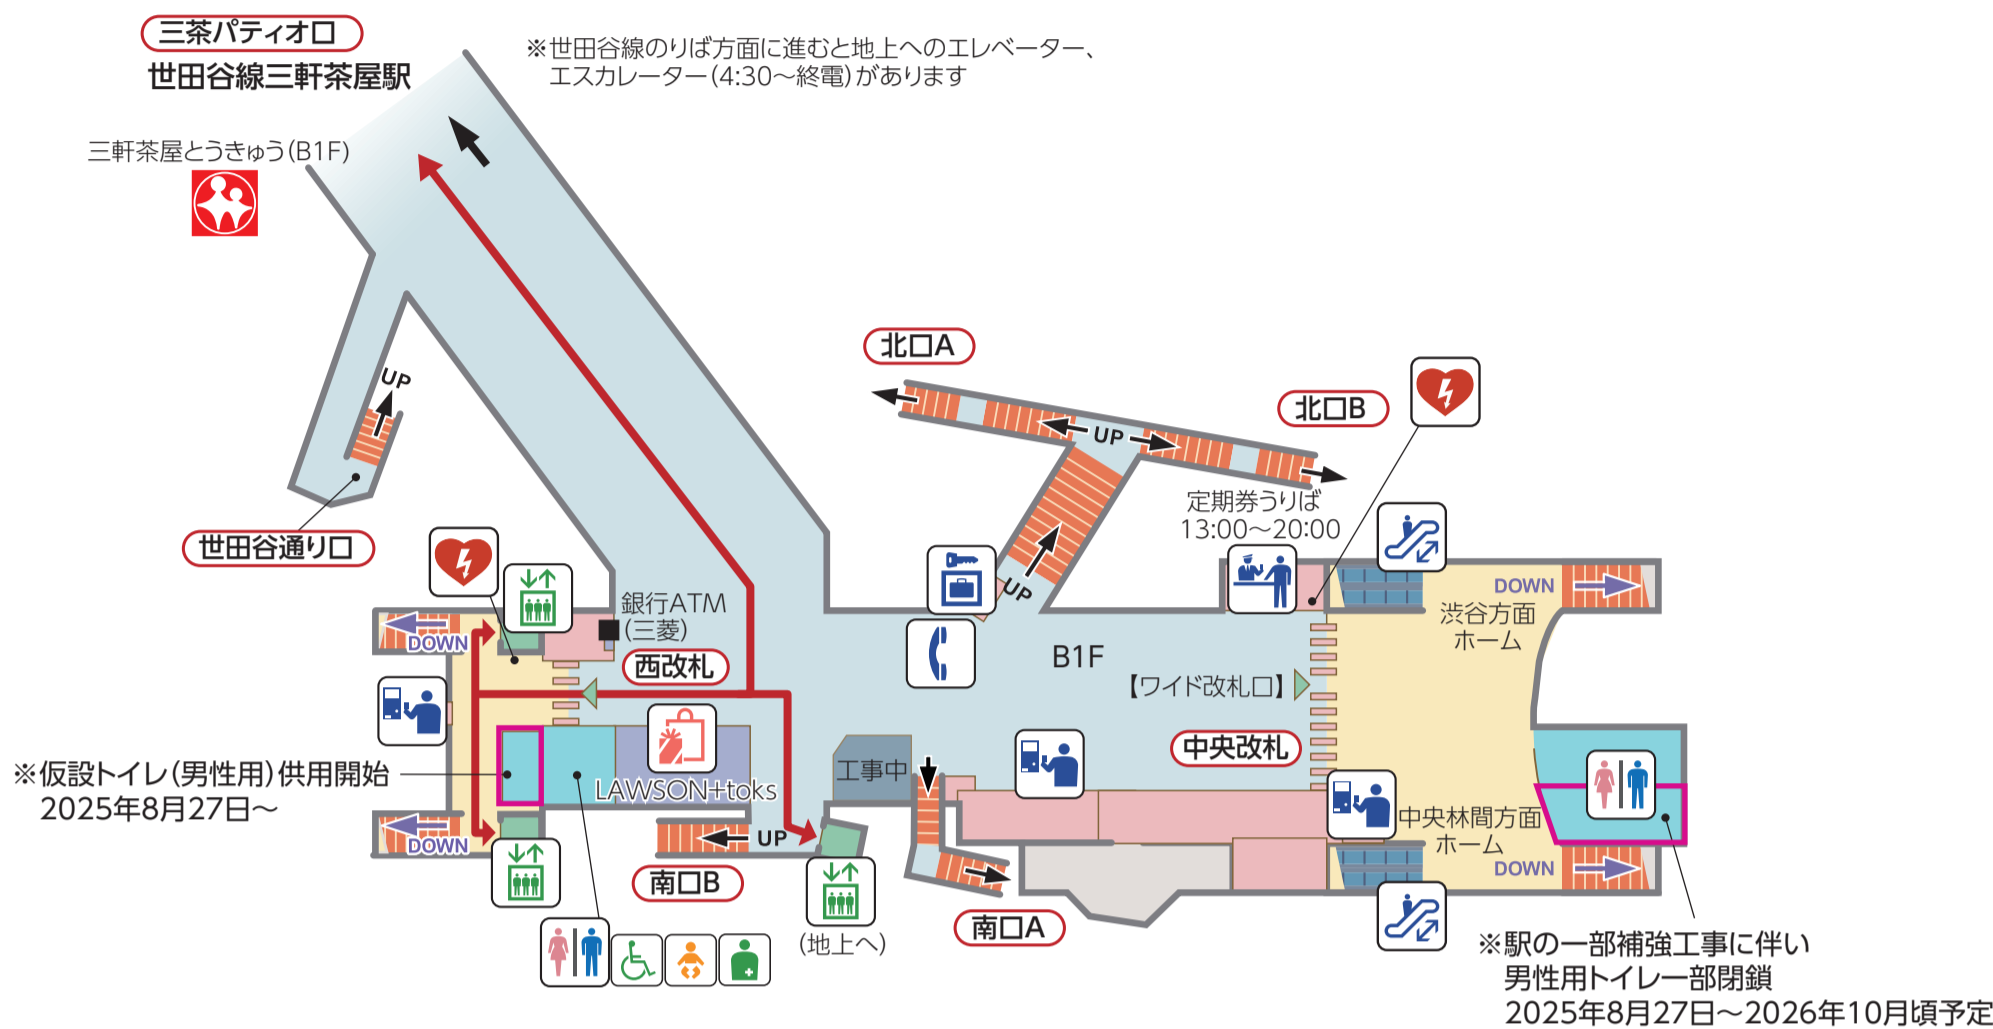 三茶パティオ口
世田谷線三軒茶屋駅
※世田谷線のりば方面に進むと地上へのエレベーター、
エスカレーター(4:30～終電)があります
三軒茶屋とうきゅう(B1F)
北口A
北口B
UP
UP
定期券うりば
13:00～20:00
世田谷通り口
UP
銀行ATM
(三菱)
西改札
B1F
【ワイド改札口】
中央改札
DOWN
渋谷方面
ホーム
DOWN
※仮設トイレ(男性用)供用開始
2025年8月27日～
LAWSON+toks
工事中
中央林間方面
ホーム
DOWN
DOWN
UP
南口B
(地上へ)
南口A
※駅の一部補強工事に伴い
男性用トイレ一部閉鎖
2025年8月27日～2026年10月頃予定